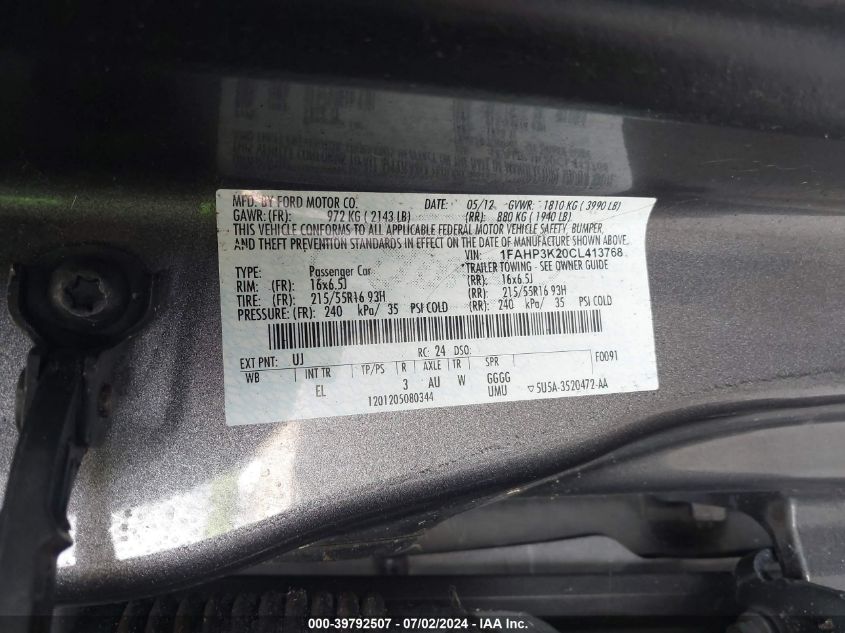 MFD. BY FORD MOTOR CO. DATE: 05/12 GVWR: 1810 KG ( 3990 LB)
GAWR: (FR): 972 KG ( 2143 LB) (RR): 880 KG ( 1940 LB)
THIS VEHICLE CONFORMS TO ALL APPLICABLE FEDERAL MOTOR VEHICLE SAFETY, BUMPER,
AND THEFT PREVENTION STANDARDS IN EFFECT ON THE DATE OF MANUFACTURE SHOWN ABOVE.
VIN: 1FAHP3K20CL413768
TYPE: Passenger Car *TRAILER TOWING - SEE OWNER GUIDE
RIM: (FR): 16x6.5J (RR): 16x6.5J
TIRE: (FR): 215/55R16 93H (RR): 215/55R16 93H
PRESSURE: (FR): 240 kPa/ 35 PSI COLD (RR): 240 kPa/ 35 PSI COLD
EXT PNT: UJ RC: 24 DSO: F0091
WB INT TR TP/PS R AXLE TR SPR
EL 3 AU W GGGG
UMU
1201205080344 ▽5U5A-3520472-AA
000-39792507 - 07/02/2024 - IAA Inc.